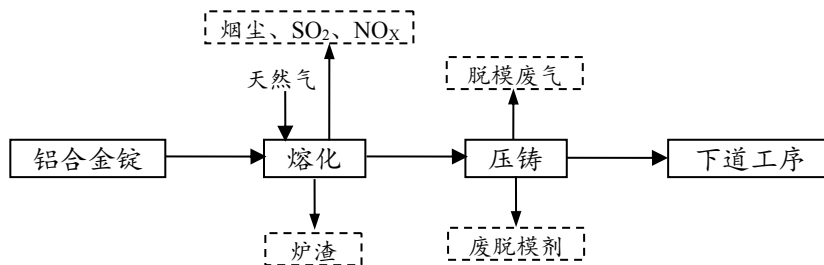 烟尘、SO₂、NOX
天然气
脱模废气
铝合金锭
熔化
压铸
下道工序
炉渣
废脱模剂